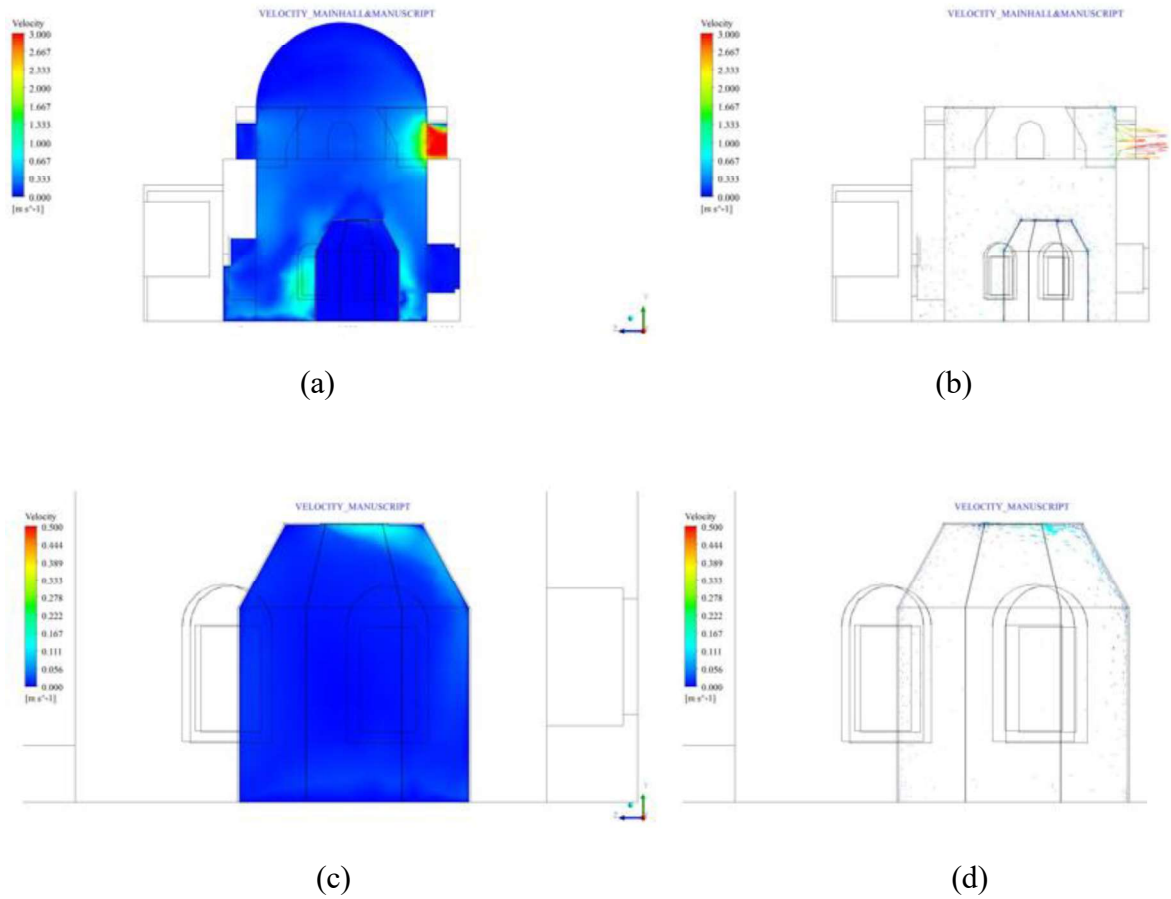 VELOCITY_MAINHALL&MANUSCRIPT
Velocity
3.000
2.667
2.333
2.000
1.667
1.333
1.000
0.667
0.333
0.000
[m s^-1]
(a)
VELOCITY_MAINHALL&MANUSCRIPT
Velocity
3.000
2.667
2.333
2.000
1.667
1.333
1.000
0.667
0.333
0.000
[m s^-1]
(b)
VELOCITY_MANUSCRIPT
Velocity
0.500
0.444
0.389
0.333
0.278
0.222
0.167
0.111
0.056
0.000
[m s^-1]
(c)
VELOCITY_MANUSCRIPT
Velocity
0.500
0.444
0.389
0.333
0.278
0.222
0.167
0.111
0.056
0.000
[m s^-1]
(d)